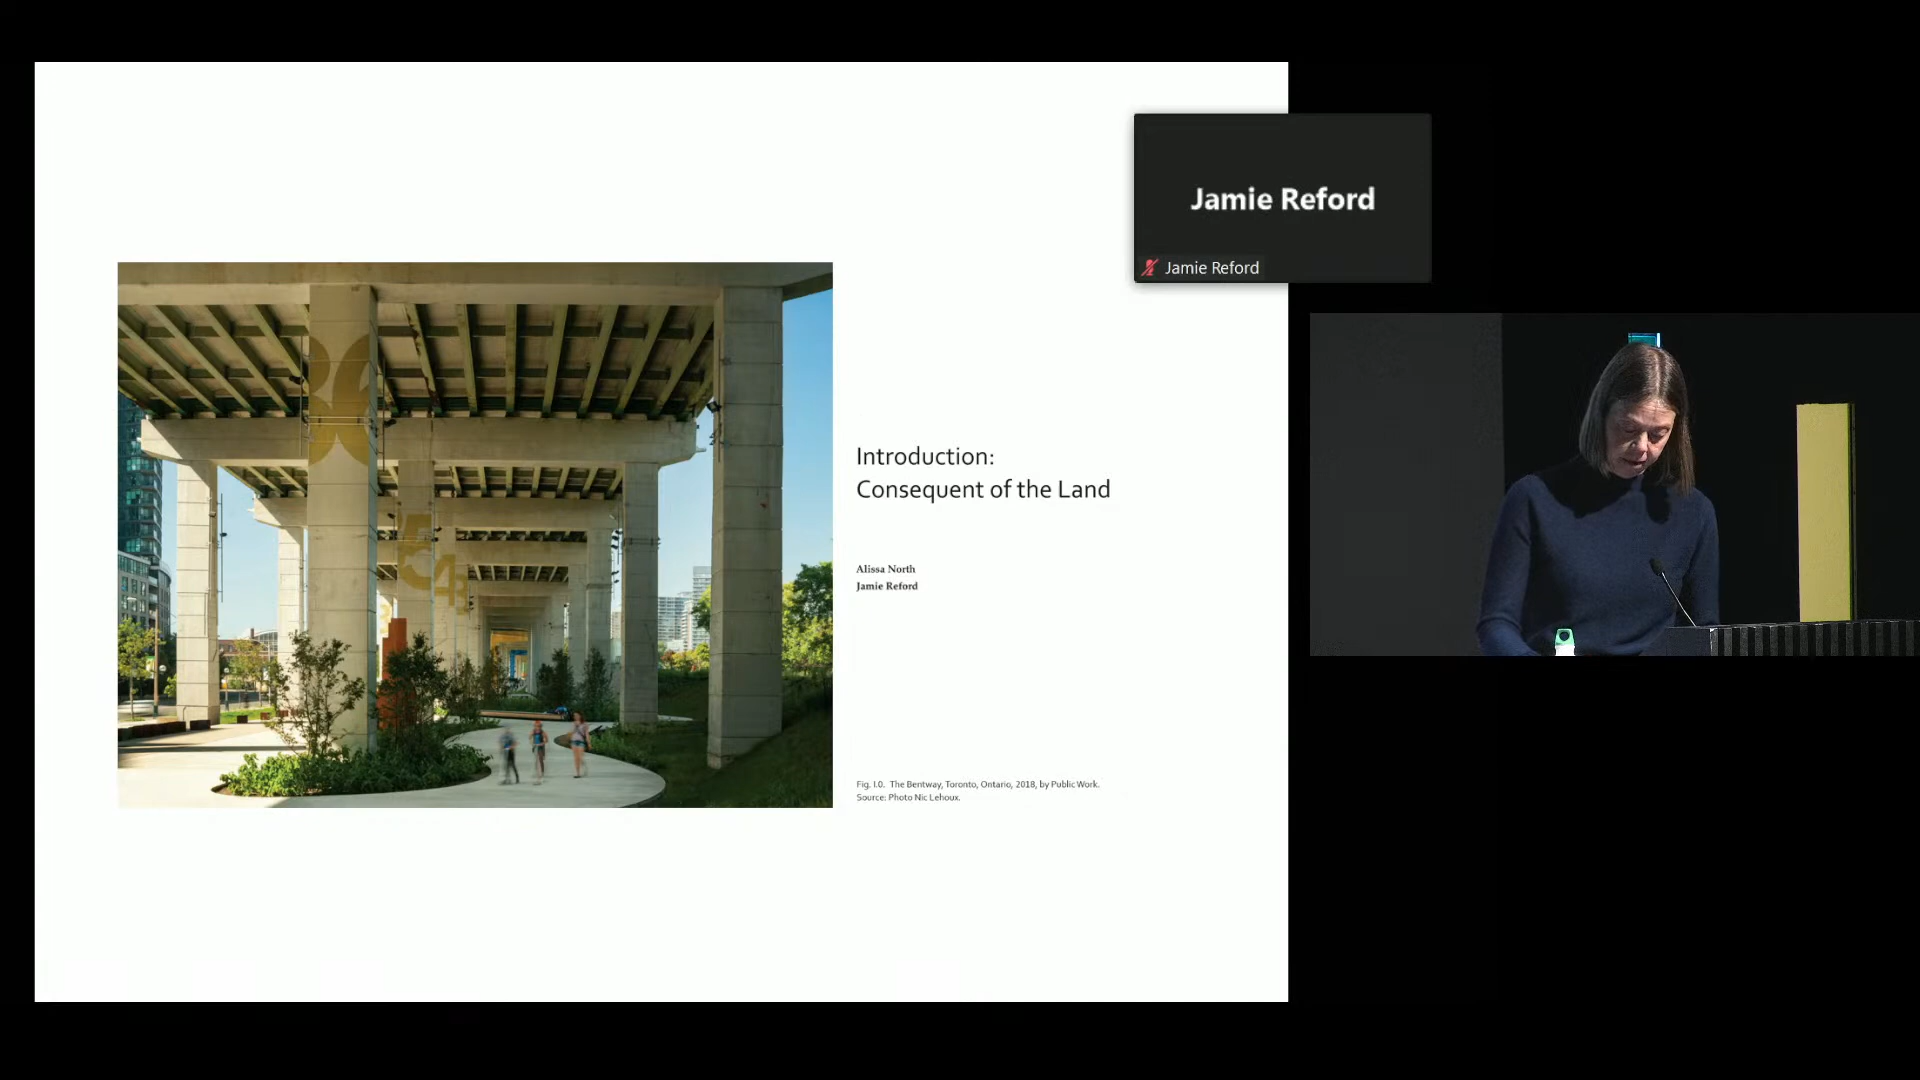 Jamie Reford
Jamie Reford
Introduction:
Consequent of the Land
Alissa North
Jamie Reford
Fig. I.0. The Bentway, Toronto, Ontario, 2018, by Public Work.
Source: Photo Nic Lehoux.